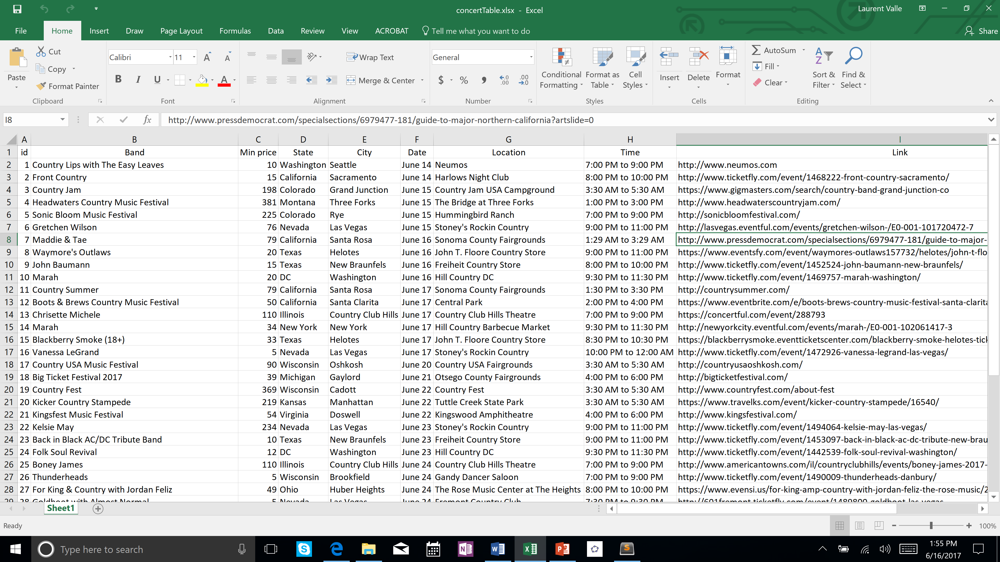 concertTable.xlsx - Excel
Laurent Valle
File Home Insert Draw Page Layout Formulas Data Review View ACROBAT Tell me what you want to do Share
Paste Cut Copy Format Painter Clipboard
Calibri 11 B I U A A A Font
Wrap Text Merge & Center Alignment
General $ % , .0 .00 .00 .0 Number
Conditional Formatting Format as Table Cell Styles Styles
Insert Delete Format Cells
AutoSum Fill Clear Sort & Filter Find & Select Editing
I8 fx http://www.pressdemocrat.com/specialsections/6979477-181/guide-to-major-northern-california?artslide=0
A B C D E F G H I
1 id Band Min price State City Date Location Time Link
2 1 Country Lips with The Easy Leaves 10 Washington Seattle June 14 Neumos 7:00 PM to 9:00 PM http://www.neumos.com
3 2 Front Country 15 California Sacramento June 14 Harlows Night Club 8:00 PM to 10:00 PM http://www.ticketfly.com/event/1468222-front-country-sacramento/
4 3 Country Jam 198 Colorado Grand Junction June 15 Country Jam USA Campground 3:30 AM to 5:30 AM https://www.gigmasters.com/search/country-band-grand-junction-co
5 4 Headwaters Country Music Festival 381 Montana Three Forks June 15 The Bridge at Three Forks 1:00 PM to 3:00 PM http://www.headwaterscountryjam.com/
6 5 Sonic Bloom Music Festival 225 Colorado Rye June 15 Hummingbird Ranch 7:00 PM to 9:00 PM http://sonicbloomfestival.com/
7 6 Gretchen Wilson 76 Nevada Las Vegas June 15 Stoney's Rockin Country 9:00 PM to 11:00 PM http://lasvegas.eventful.com/events/gretchen-wilson-/E0-001-101720472-7
8 7 Maddie & Tae 79 California Santa Rosa June 16 Sonoma County Fairgrounds 1:29 AM to 3:29 AM http://www.pressdemocrat.com/specialsections/6979477-181/guide-to-major-
9 8 Waymore's Outlaws 20 Texas Helotes June 16 John T. Floore Country Store 9:00 PM to 11:00 PM https://www.eventsfy.com/event/waymores-outlaws157732/helotes/john-t-flo
10 9 John Baumann 15 Texas New Braunfels June 16 Freiheit Country Store 8:00 PM to 10:00 PM http://www.ticketfly.com/event/1452524-john-baumann-new-braunfels/
11 10 Marah 20 DC Washington June 16 Hill Country DC 9:30 PM to 11:30 PM http://www.ticketfly.com/event/1469757-marah-washington/
12 11 Country Summer 79 California Santa Rosa June 17 Sonoma County Fairgrounds 1:30 PM to 3:30 PM http://countrysummer.com/
13 12 Boots & Brews Country Music Festival 50 California Santa Clarita June 17 Central Park 2:00 PM to 4:00 PM https://www.eventbrite.com/e/boots-brews-country-music-festival-santa-clarita
14 13 Chrisette Michele 110 Illinois Country Club Hills June 17 Country Club Hills Theatre 7:00 PM to 9:00 PM https://concertful.com/event/288793
15 14 Marah 34 New York New York June 17 Hill Country Barbecue Market 9:30 PM to 11:30 PM http://newyorkcity.eventful.com/events/marah-/E0-001-102061417-3
16 15 Blackberry Smoke (18+) 33 Texas Helotes June 17 John T. Floore Country Store 8:30 PM to 10:30 PM https://blackberrysmoke.eventticketscenter.com/blackberry-smoke-helotes-tick
17 16 Vanessa LeGrand 5 Nevada Las Vegas June 17 Stoney's Rockin Country 10:00 PM to 12:00 AM http://www.ticketfly.com/event/1472926-vanessa-legrand-las-vegas/
18 17 Country USA Music Festival 90 Wisconsin Oshkosh June 20 Country USA Fairgrounds 3:30 AM to 5:30 AM http://countryusaoshkosh.com/
19 18 Big Ticket Festival 2017 39 Michigan Gaylord June 21 Otsego County Fairgrounds 4:00 PM to 6:00 PM http://bigticketfestival.com/
20 19 Country Fest 369 Wisconsin Cadott June 22 Country Fest 3:30 AM to 5:30 AM http://www.countryfest.com/about-fest
21 20 Kicker Country Stampede 219 Kansas Manhattan June 22 Tuttle Creek State Park 3:30 AM to 5:30 AM https://www.travelks.com/event/kicker-country-stampede/16540/
22 21 Kingsfest Music Festival 54 Virginia Doswell June 22 Kingswood Amphitheatre 4:00 PM to 6:00 PM http://www.kingsfestival.com/
23 22 Kelsie May 234 Nevada Las Vegas June 23 Stoney's Rockin Country 9:00 PM to 11:00 PM http://www.ticketfly.com/event/1494064-kelsie-may-las-vegas/
24 23 Back in Black AC/DC Tribute Band 10 Texas New Braunfels June 23 Freiheit Country Store 9:00 PM to 11:00 PM http://www.ticketfly.com/event/1453097-back-in-black-ac-dc-tribute-new-brau
25 24 Folk Soul Revival 12 DC Washington June 23 Hill Country DC 9:30 PM to 11:30 PM http://www.ticketfly.com/event/1442539-folk-soul-revival-washington/
26 25 Boney James 110 Illinois Country Club Hills June 24 Country Club Hills Theatre 7:00 PM to 9:00 PM http://www.americantowns.com/il/countryclubhills/events/boney-james-2017-
27 26 Thunderheads 5 Wisconsin Brookfield June 24 Gandy Dancer Saloon 7:00 PM to 9:00 PM http://www.ticketfly.com/event/1490009-thunderheads-danbury/
28 27 For King & Country with Jordan Feliz 49 Ohio Huber Heights June 24 The Rose Music Center at The Heights 8:00 PM to 10:00 PM https://www.evensi.us/for-king-amp-country-with-jordan-feliz-the-rose-music/2
29 28 Goldboot with Almost Normal 5 Nevada Las Vegas June 24 Fremont Country Club 7:30 PM to 9:30 PM http://601fremont.ticketfly.com/event/1489800-goldboot-las-vegas
Sheet1
Ready 100%
Type here to search
1:55 PM
6/16/2017